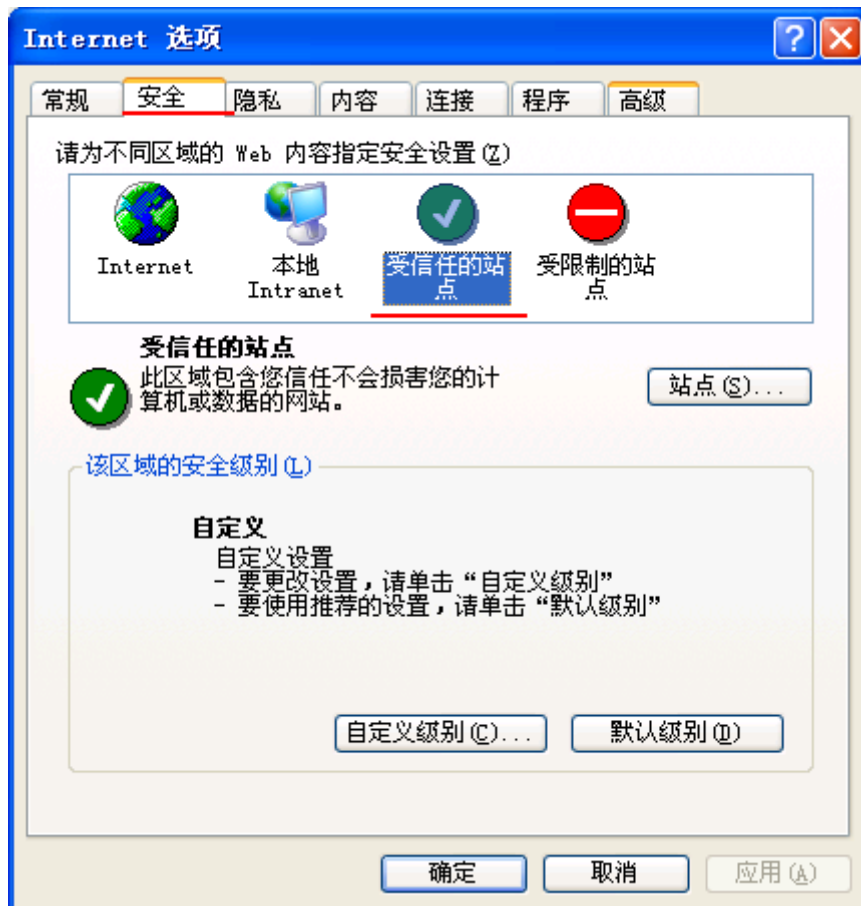 Internet 选项
常规 安全 隐私 内容 连接 程序 高级
请为不同区域的 Web 内容指定安全设置(Z)
Internet
本地
Intranet
受信任的站
点
受限制的站
点
受信任的站点
此区域包含您信任不会损害您的计
算机或数据的网站。
站点(S)...
该区域的安全级别(L)
自定义
自定义设置
- 要更改设置，请单击“自定义级别”
- 要使用推荐的设置，请单击“默认级别”
自定义级别(C)... 默认级别(D)
确定 取消 应用(A)